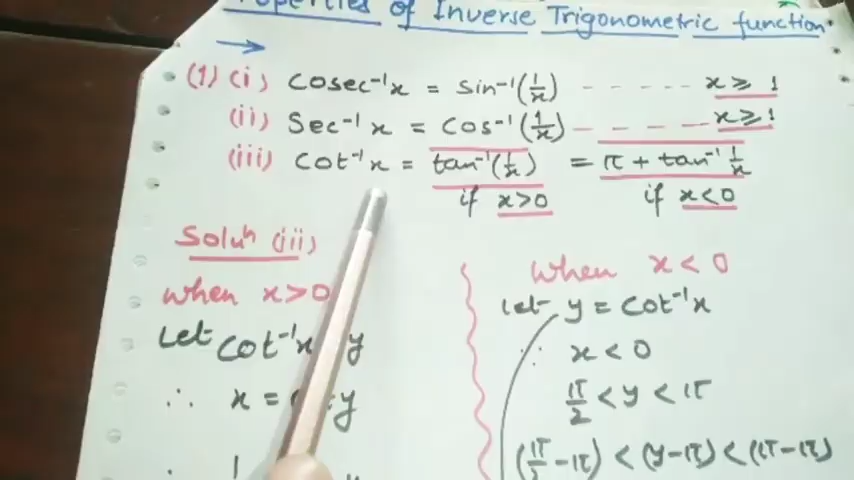 Properties of Inverse Trigonometric function
(1) (i) Cosec⁻¹x = Sin⁻¹(1/x) - - - - - - x ≥ 1
(ii) Sec⁻¹x = Cos⁻¹(1/x) - - - - - - x ≥ 1
(iii) Cot⁻¹x = tan⁻¹(1/x) = π + tan⁻¹ 1/x
if x>0 if x<0
Soluⁿ (iii)
When x>0
Let Cot⁻¹x y
∴ x = y
When x < 0
Let y = Cot⁻¹x
∵ x < 0
π/2 < y < π
(π/2 - π) < (y - π) < (π - π)